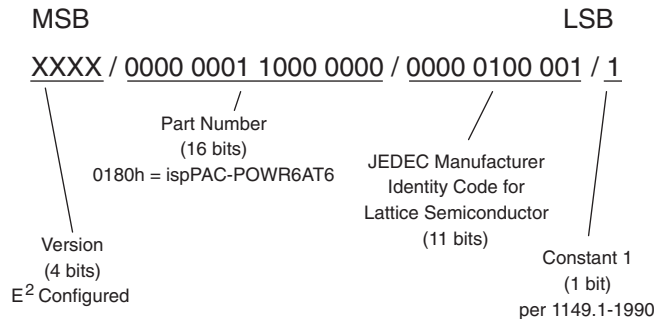 MSB
LSB
XXXX / 0000 0001 1000 0000 / 0000 0100 001 / 1
Part Number
(16 bits)
0180h = ispPAC-POWR6AT6
JEDEC Manufacturer
Identity Code for
Lattice Semiconductor
(11 bits)
Version
(4 bits)
E2 Configured
Constant 1
(1 bit)
per 1149.1-1990